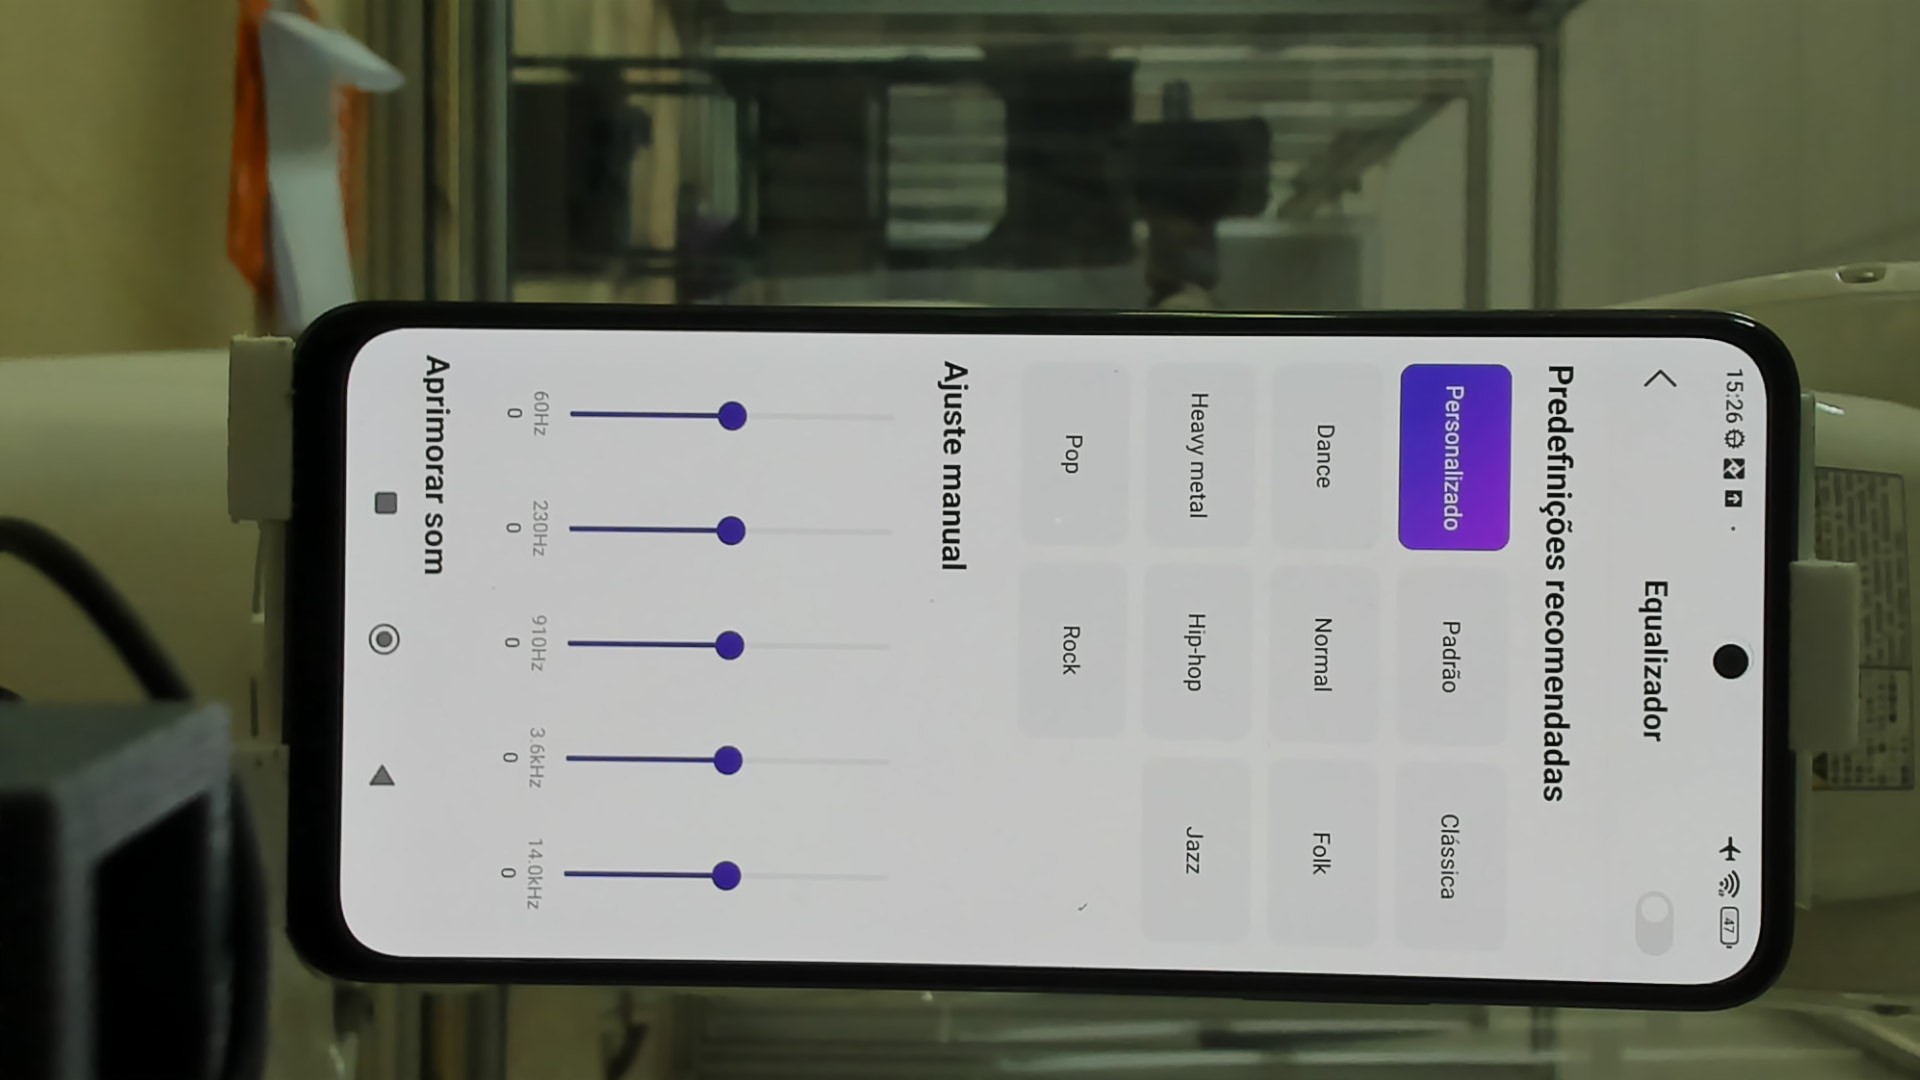 15:26
47
Equalizador
Predefinições recomendadas
Personalizado Padrão Clássica
Dance Normal Folk
Heavy metal Hip-hop Jazz
Pop Rock
Ajuste manual
60Hz 230Hz 910Hz 3.6kHz 14.0kHz
0 0 0 0 0
Aprimorar som